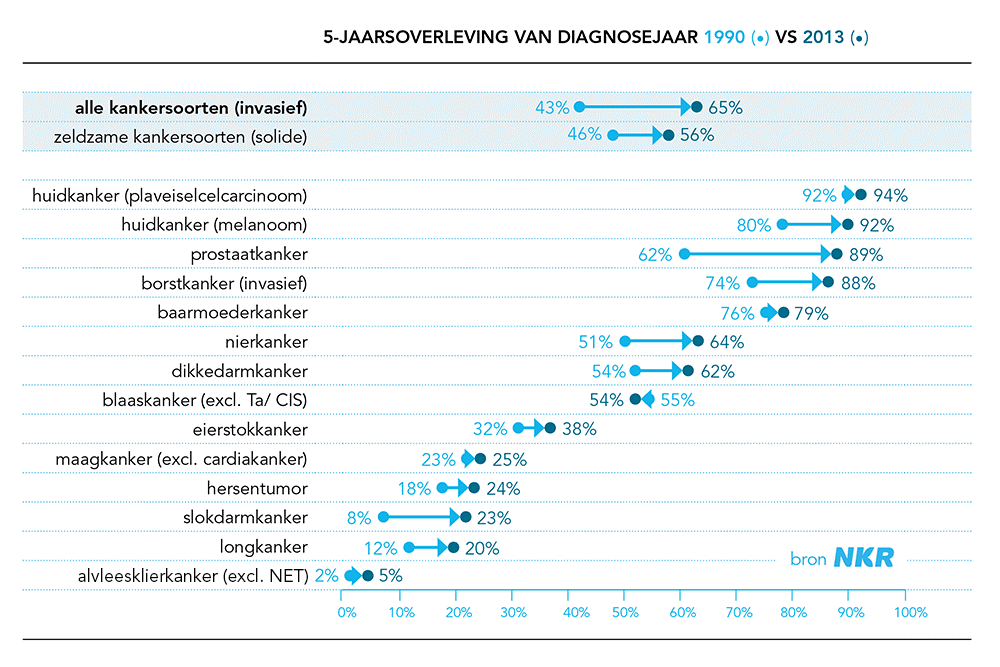 5-JAARSOVERLEVING VAN DIAGNOSEJAAR 1990 (•) VS 2013 (•)
alle kankersoorten (invasief) 43% 65%
zeldzame kankersoorten (solide) 46% 56%
huidkanker (plaveiselcelcarcinoom) 92% 94%
huidkanker (melanoom) 80% 92%
prostaatkanker 62% 89%
borstkanker (invasief) 74% 88%
baarmoederkanker 76% 79%
nierkanker 51% 64%
dikkedarmkanker 54% 62%
blaaskanker (excl. Ta/ CIS) 54% 55%
eierstokkanker 32% 38%
maagkanker (excl. cardiakanker) 23% 25%
hersentumor 18% 24%
slokdarmkanker 8% 23%
longkanker 12% 20%
bron NKR
alvleesklierkanker (excl. NET) 2% 5%
0% 10% 20% 30% 40% 50% 60% 70% 80% 90% 100%